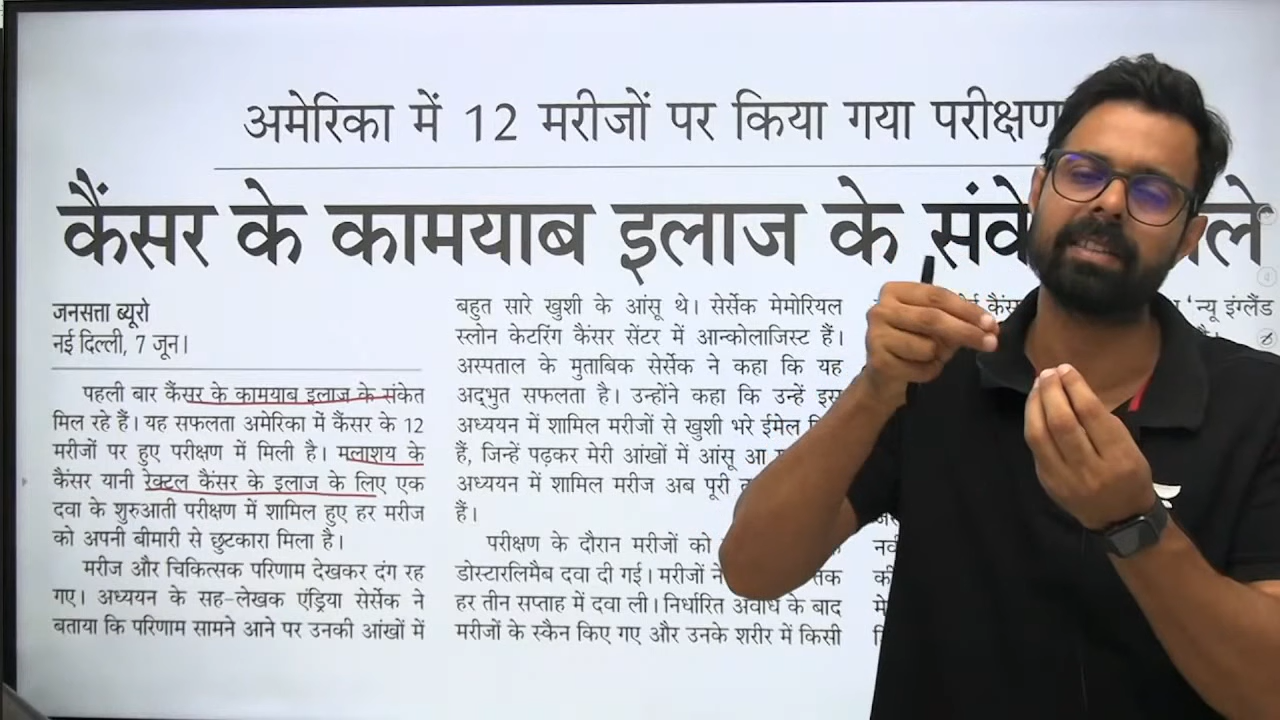 अमेरिका में 12 मरीजों पर किया गया परीक्षण
कैंसर के कामयाब इलाज के
जनसत्ता ब्यूरो
नई दिल्ली, 7 जून।
पहली बार कैंसर के कामयाब इलाज के संकेत
मिल रहे हैं। यह सफलता अमेरिका में कैंसर के 12
मरीजों पर हुए परीक्षण में मिली है। मलाशय के
कैंसर यानी रेक्टल कैंसर के इलाज के लिए एक
दवा के शुरुआती परीक्षण में शामिल हुए हर मरीज
को अपनी बीमारी से छुटकारा मिला है।
मरीज और चिकित्सक परिणाम देखकर दंग रह
गए। अध्ययन के सह-लेखक एंड्रिया सेर्सेक ने
बताया कि परिणाम सामने आने पर उनकी आंखों में
बहुत सारे खुशी के आंसू थे। सेर्सेक मेमोरियल
स्लोन केटरिंग कैंसर सेंटर में आन्कोलाजिस्ट हैं।
अस्पताल के मुताबिक सेर्सेक ने कहा कि यह
अद्भुत सफलता है। उन्होंने कहा कि उन्हें इस
अध्ययन में शामिल मरीजों से खुशी भरे ईमेल
हैं, जिन्हें पढ़कर मेरी आंखों में आंसू आ
अध्ययन में शामिल मरीज अब पूरी
हैं।
परीक्षण के दौरान मरीजों को
डोस्टारलिमैब दवा दी गई। मरीजों ने
हर तीन सप्ताह में दवा ली। निर्धारित अवधि के बाद
मरीजों के स्कैन किए गए और उनके शरीर में किसी
'न्यू इंग्लैंड